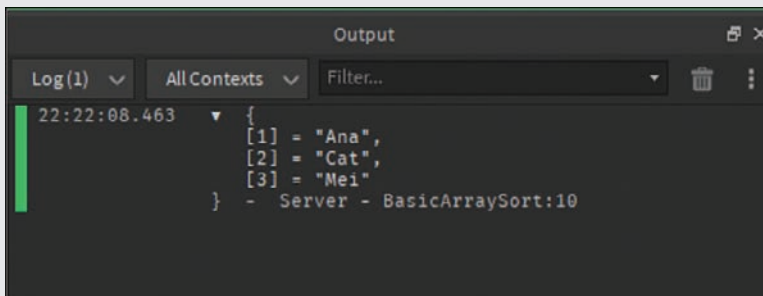 Output
Log(1) All Contexts Filter...
22:22:08.463 ▼ {
[1] = "Ana",
[2] = "Cat",
[3] = "Mei"
} - Server - BasicArraySort:10